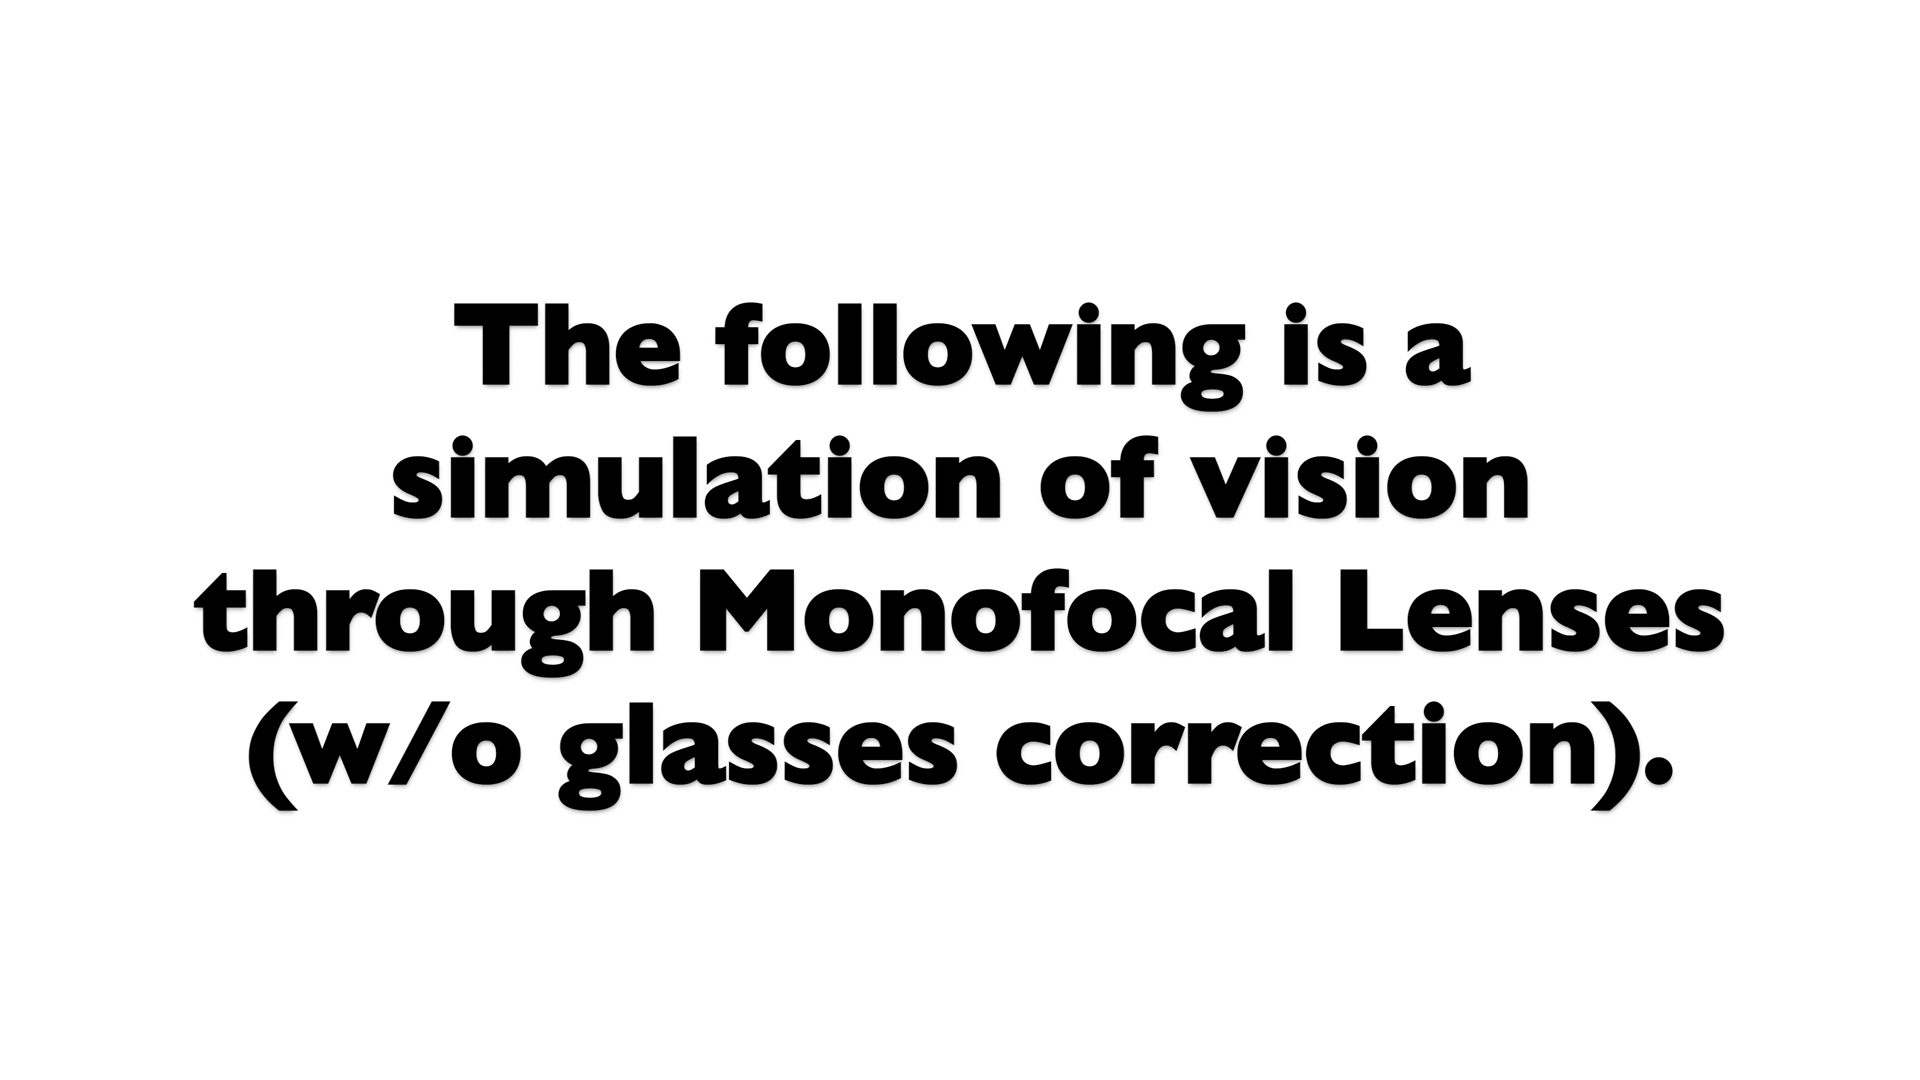 The following is a
simulation of vision
through Monofocal Lenses
(w/o glasses correction).